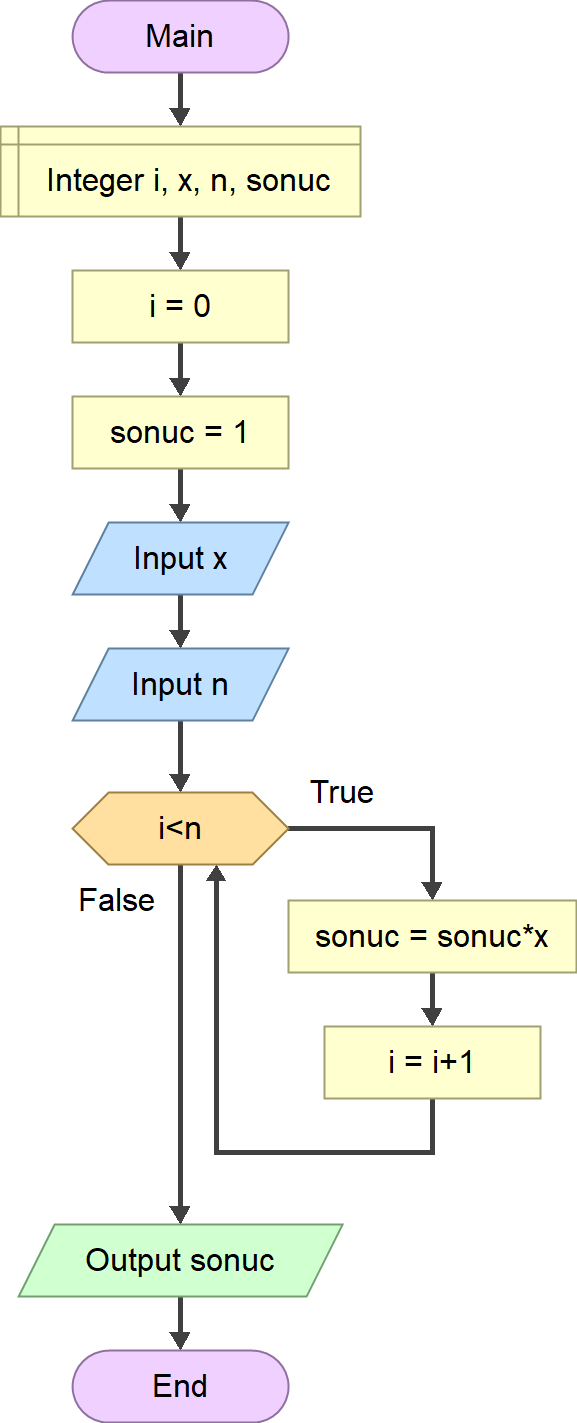 Main
Integer i, x, n, sonuc
i = 0
sonuc = 1
Input x
Input n
i<n
True
False
sonuc = sonuc*x
i = i+1
Output sonuc
End